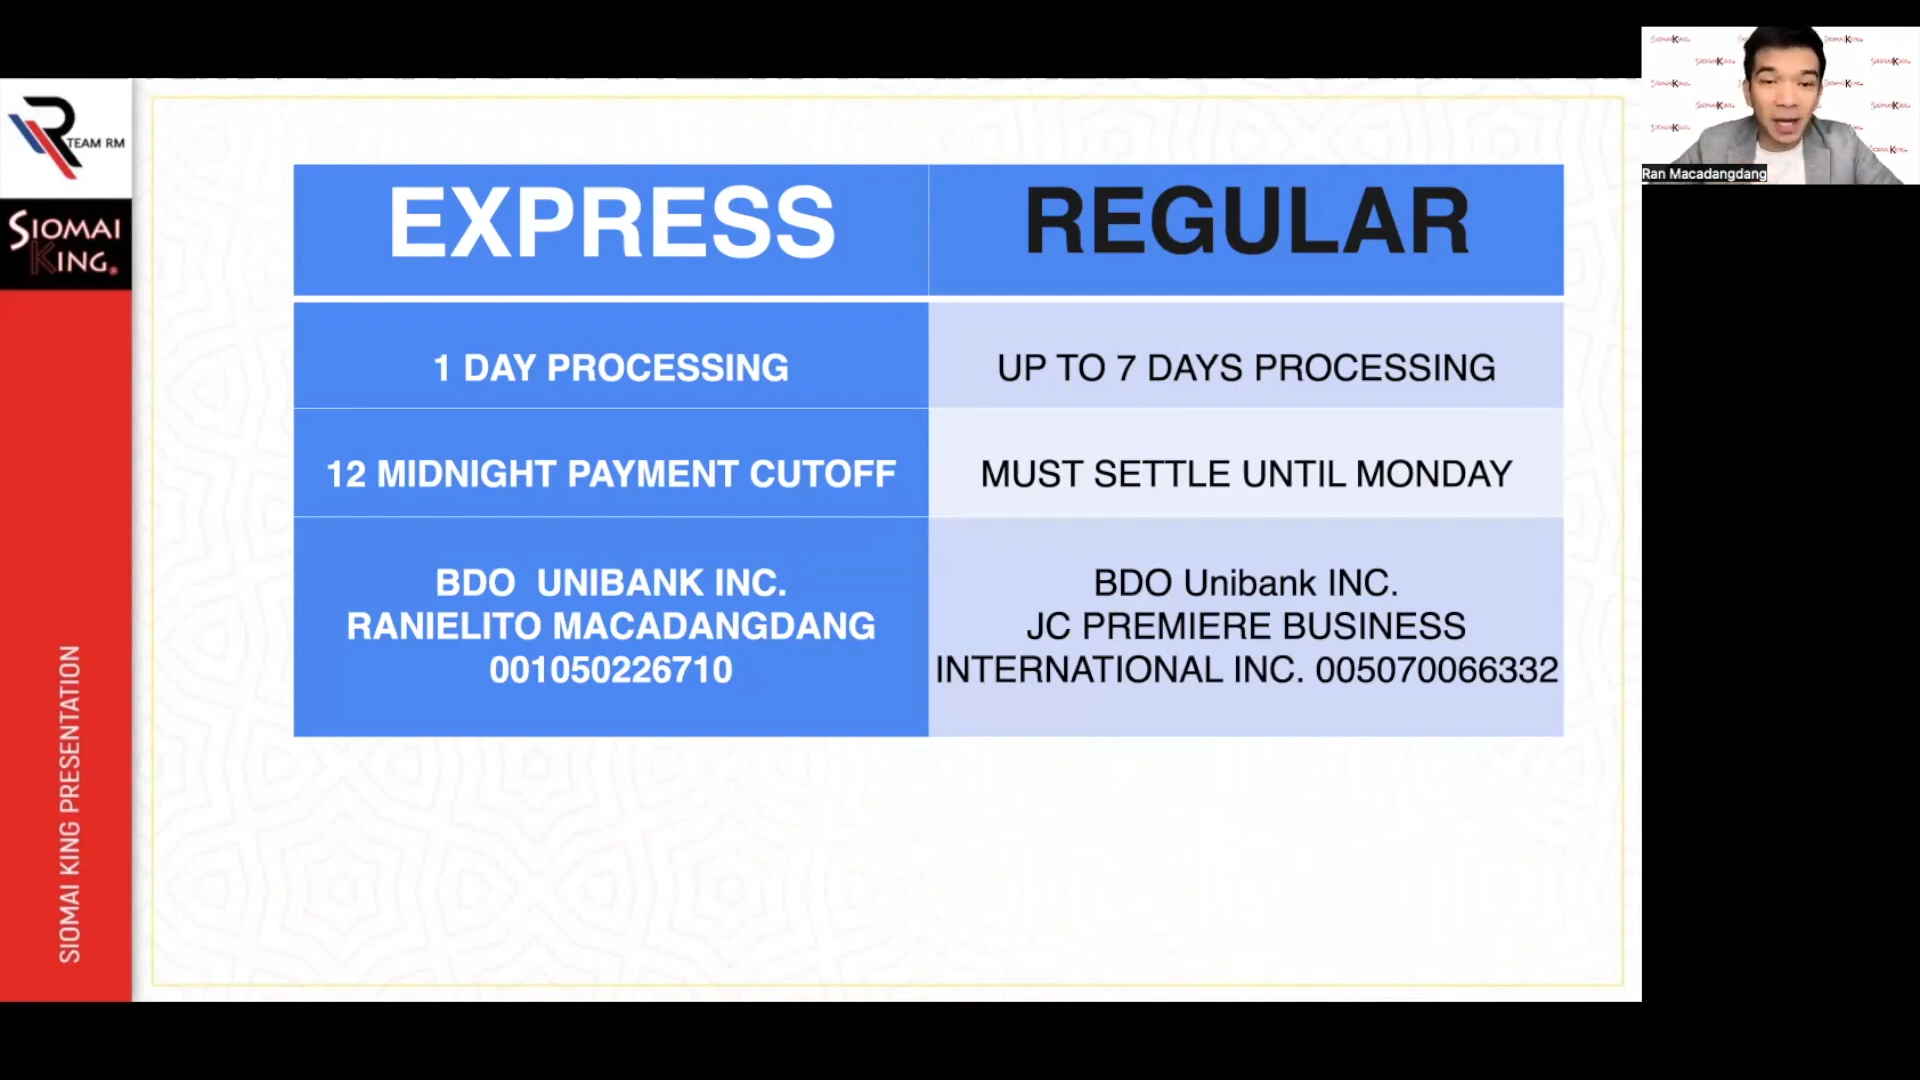 TEAM RM
SIOMAI
KING
SIOMAI KING PRESENTATION
EXPRESS
REGULAR
1 DAY PROCESSING
UP TO 7 DAYS PROCESSING
12 MIDNIGHT PAYMENT CUTOFF
MUST SETTLE UNTIL MONDAY
BDO UNIBANK INC.
RANIELITO MACADANGDANG
001050226710
BDO Unibank INC.
JC PREMIERE BUSINESS
INTERNATIONAL INC. 005070066332
Ran Macadangdang